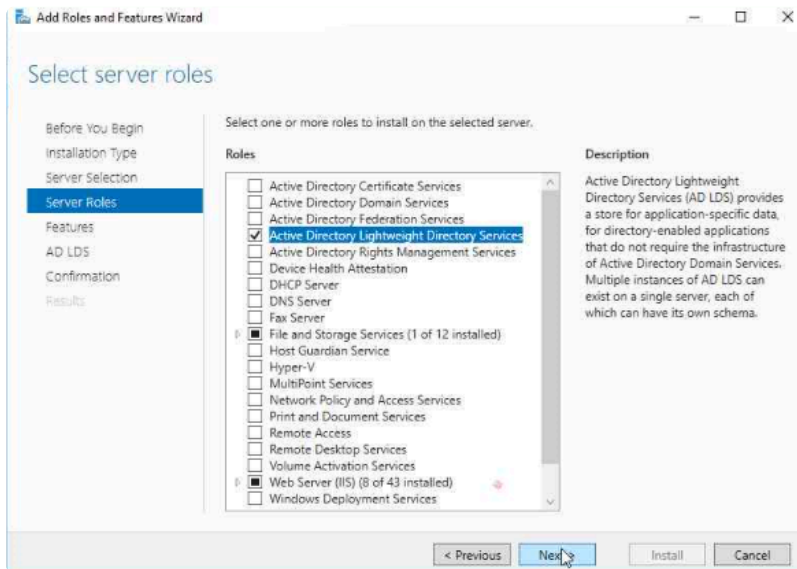 Add Roles and Features Wizard
Select server roles
Before You Begin
Installation Type
Server Selection
Server Roles
Features
AD LDS
Confirmation
Results
Select one or more roles to install on the selected server.
Roles
Active Directory Certificate Services
Active Directory Domain Services
Active Directory Federation Services
Active Directory Lightweight Directory Services
Active Directory Rights Management Services
Device Health Attestation
DHCP Server
DNS Server
Fax Server
File and Storage Services (1 of 12 installed)
Host Guardian Service
Hyper-V
MultiPoint Services
Network Policy and Access Services
Print and Document Services
Remote Access
Remote Desktop Services
Volume Activation Services
Web Server (IIS) (8 of 43 installed)
Windows Deployment Services
Description
Active Directory Lightweight
Directory Services (AD LDS) provides
a store for application-specific data,
for directory-enabled applications
that do not require the infrastructure
of Active Directory Domain Services.
Multiple instances of AD LDS can
exist on a single server, each of
which can have its own schema.
< Previous
Next >
Install
Cancel